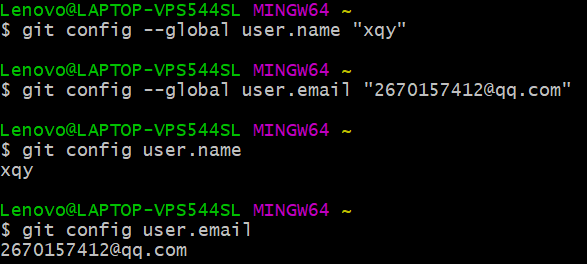 Lenovo@LAPTOP-VPS544SL MINGW64 ~
$ git config --global user.name "xqy"
Lenovo@LAPTOP-VPS544SL MINGW64 ~
$ git config --global user.email "2670157412@qq.com"
Lenovo@LAPTOP-VPS544SL MINGW64 ~
$ git config user.name
xqy
Lenovo@LAPTOP-VPS544SL MINGW64 ~
$ git config user.email
2670157412@qq.com